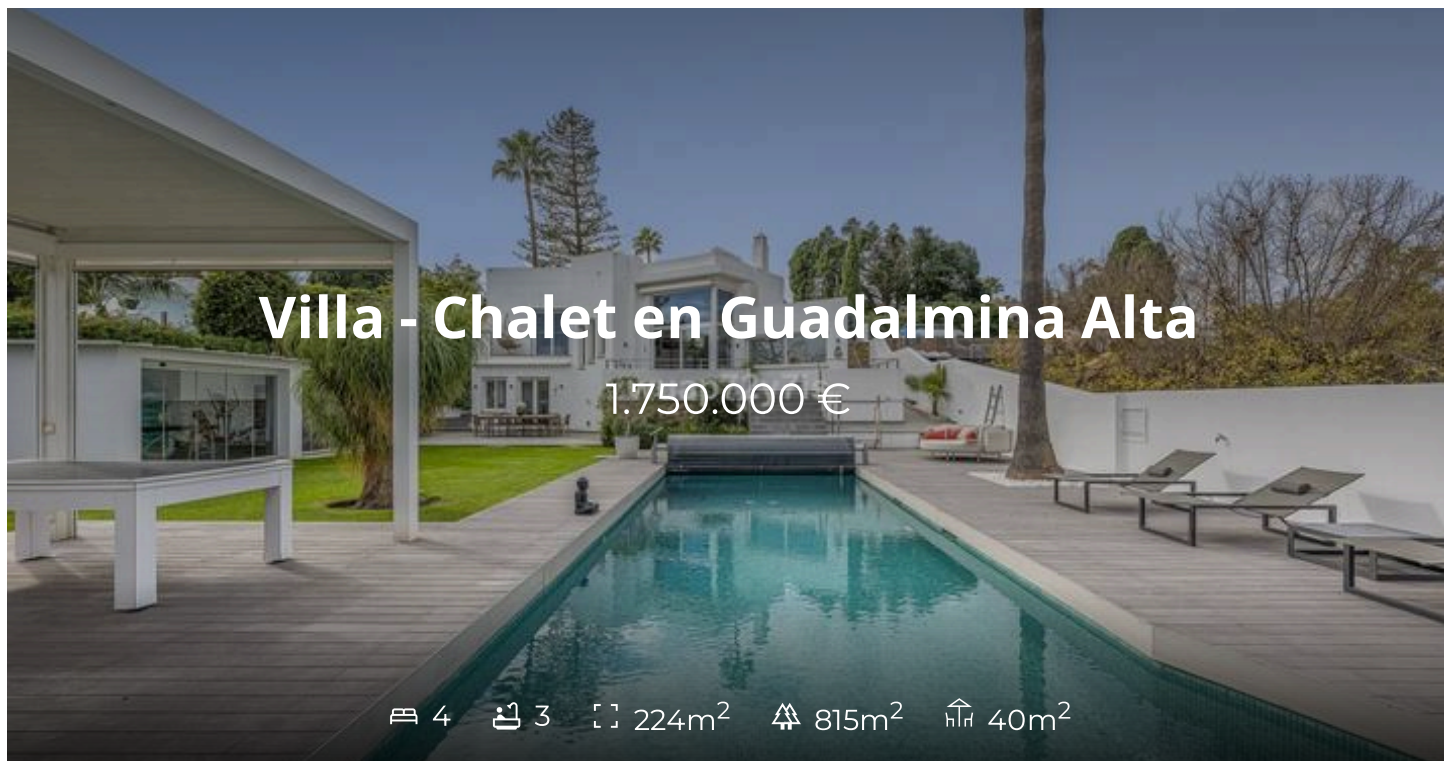 Villa - Chalet en Guadalmina Alta
1.750.000 €
4 3 224m² 815m² 40m²